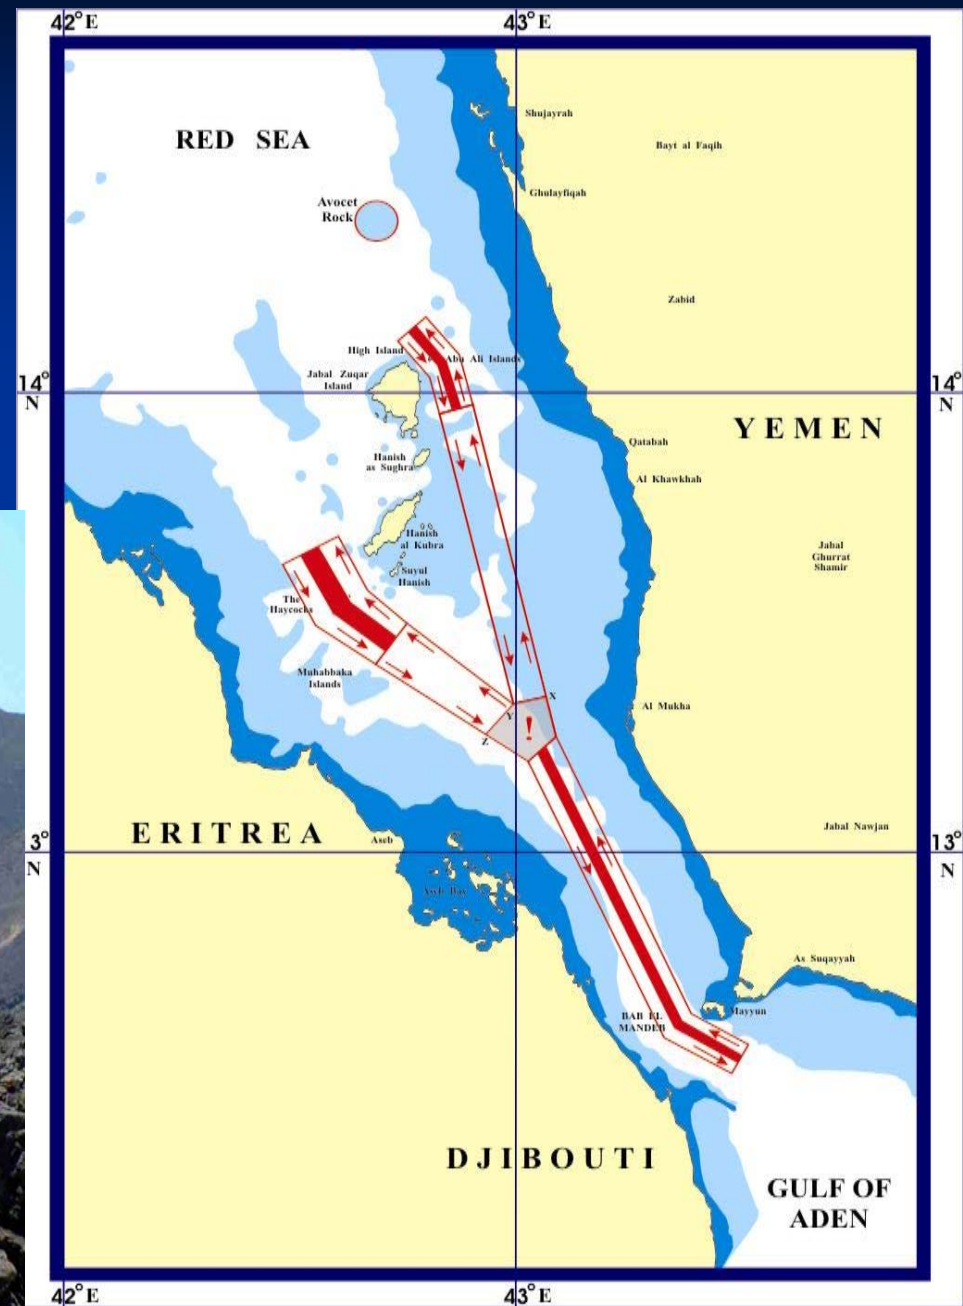 42°E
43°E
RED SEA
Shujayrah
Bayt al Faqih
Avocet
Rock
Ghulayfiqah
Zabid
High Island
Abu Ali Islands
Jabal Zuqar
Island
14°
N
14°
N
YEMEN
Qatabah
Hanish
as Sughra
Al Khawkhah
Hanish
al Kubra
Jabal
Ghurrat
Shamir
Suyul
Hanish
The
Haycocks
Muhabbaka
Islands
X
Y
Z
!
Al Mukha
ERITREA
Aseb
Jabal Nawjan
3°
N
13°
N
Aseb Bay
As Suqayyah
Mayyun
BAB EL
MANDEB
DJIBOUTI
GULF OF
ADEN
42°E
43°E